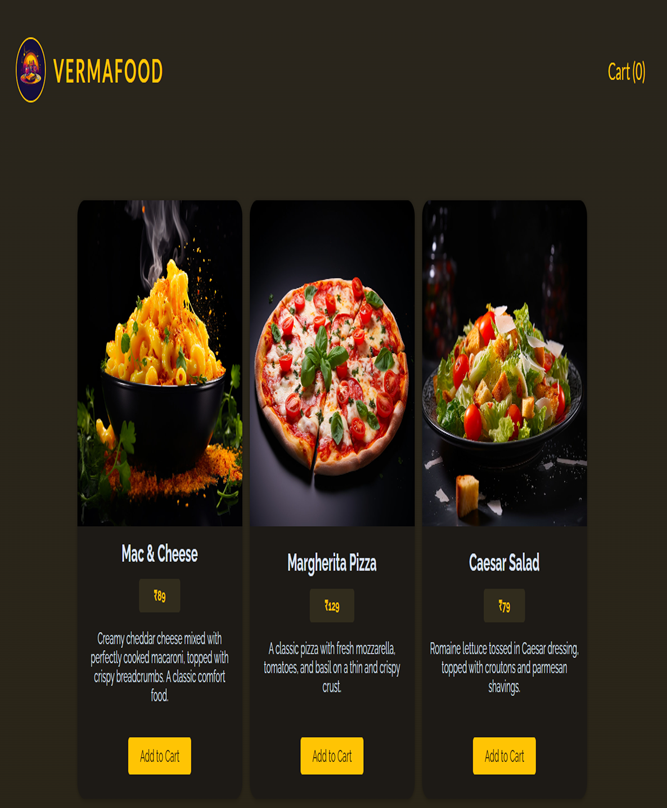 VERMAFOOD
Cart (0)
Mac & Cheese
₹89
Creamy cheddar cheese mixed with
perfectly cooked macaroni, topped with
crispy breadcrumbs. A classic comfort
food.
Add to Cart
Margherita Pizza
₹129
A classic pizza with fresh mozzarella,
tomatoes, and basil on a thin and crispy
crust.
Add to Cart
Caesar Salad
₹79
Romaine lettuce tossed in Caesar dressing,
topped with croutons and parmesan
shavings.
Add to Cart